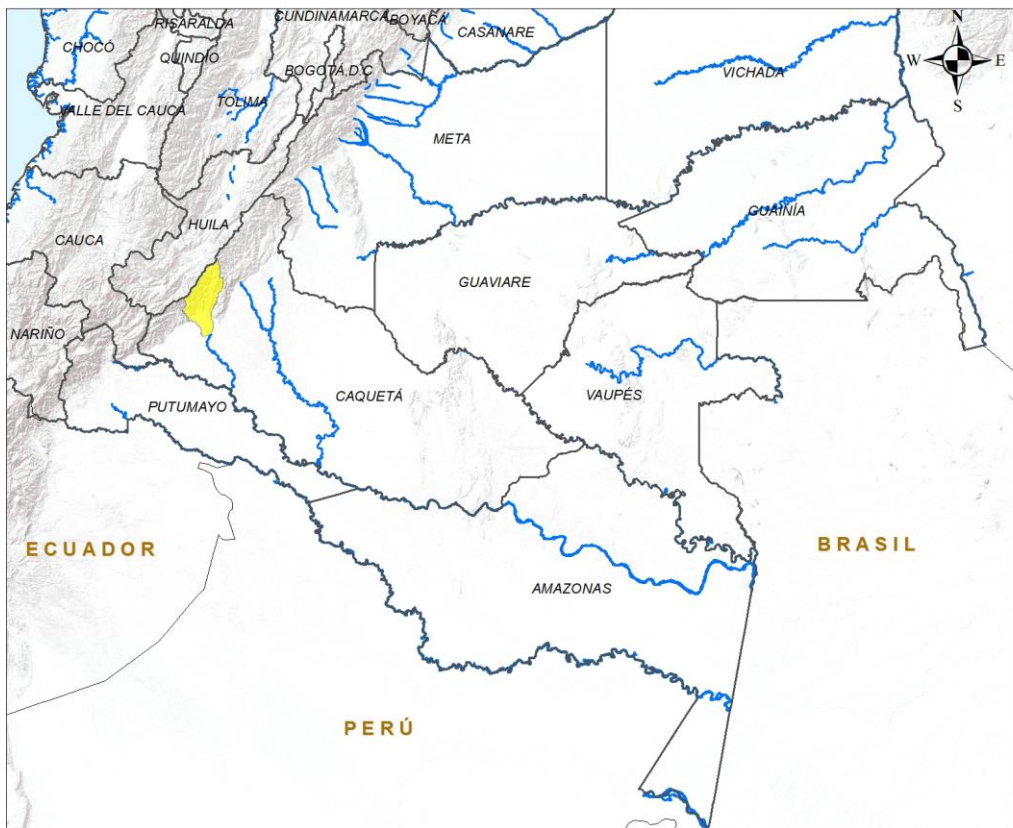 RISARALDA
CUNDINAMARCA
BOYACÁ
CASANARE
N
CHOCÓ
QUINDIO
BOGOTÁ,D.C
VICHADA
W
E
S
VALLE DEL CAUCA
TOLIMA
META
GUAINÍA
HUILA
CAUCA
GUAVIARE
NARIÑO
CAQUETÁ
VAUPÉS
PUTUMAYO
ECUADOR
BRASIL
AMAZONAS
PERÚ